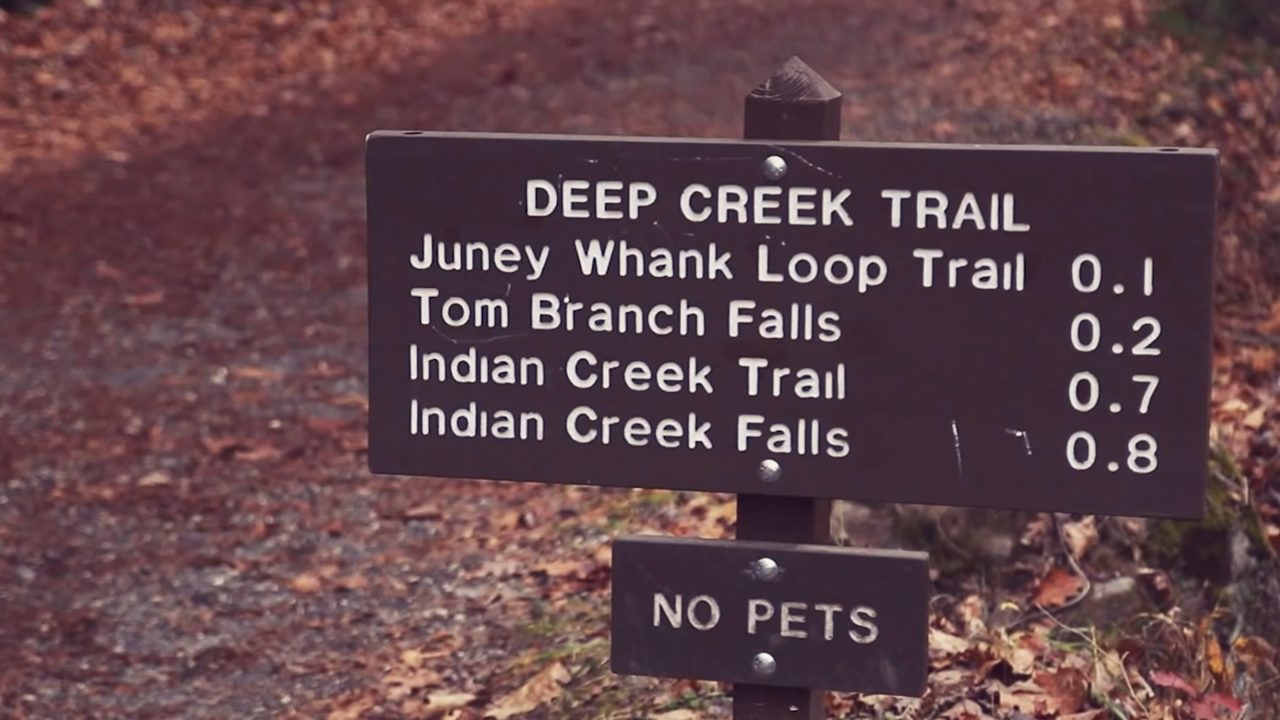 DEEP CREEK TRAIL
Juney Whank Loop Trail 0.1
Tom Branch Falls 0.2
Indian Creek Trail 0.7
Indian Creek Falls 0.8
NO PETS